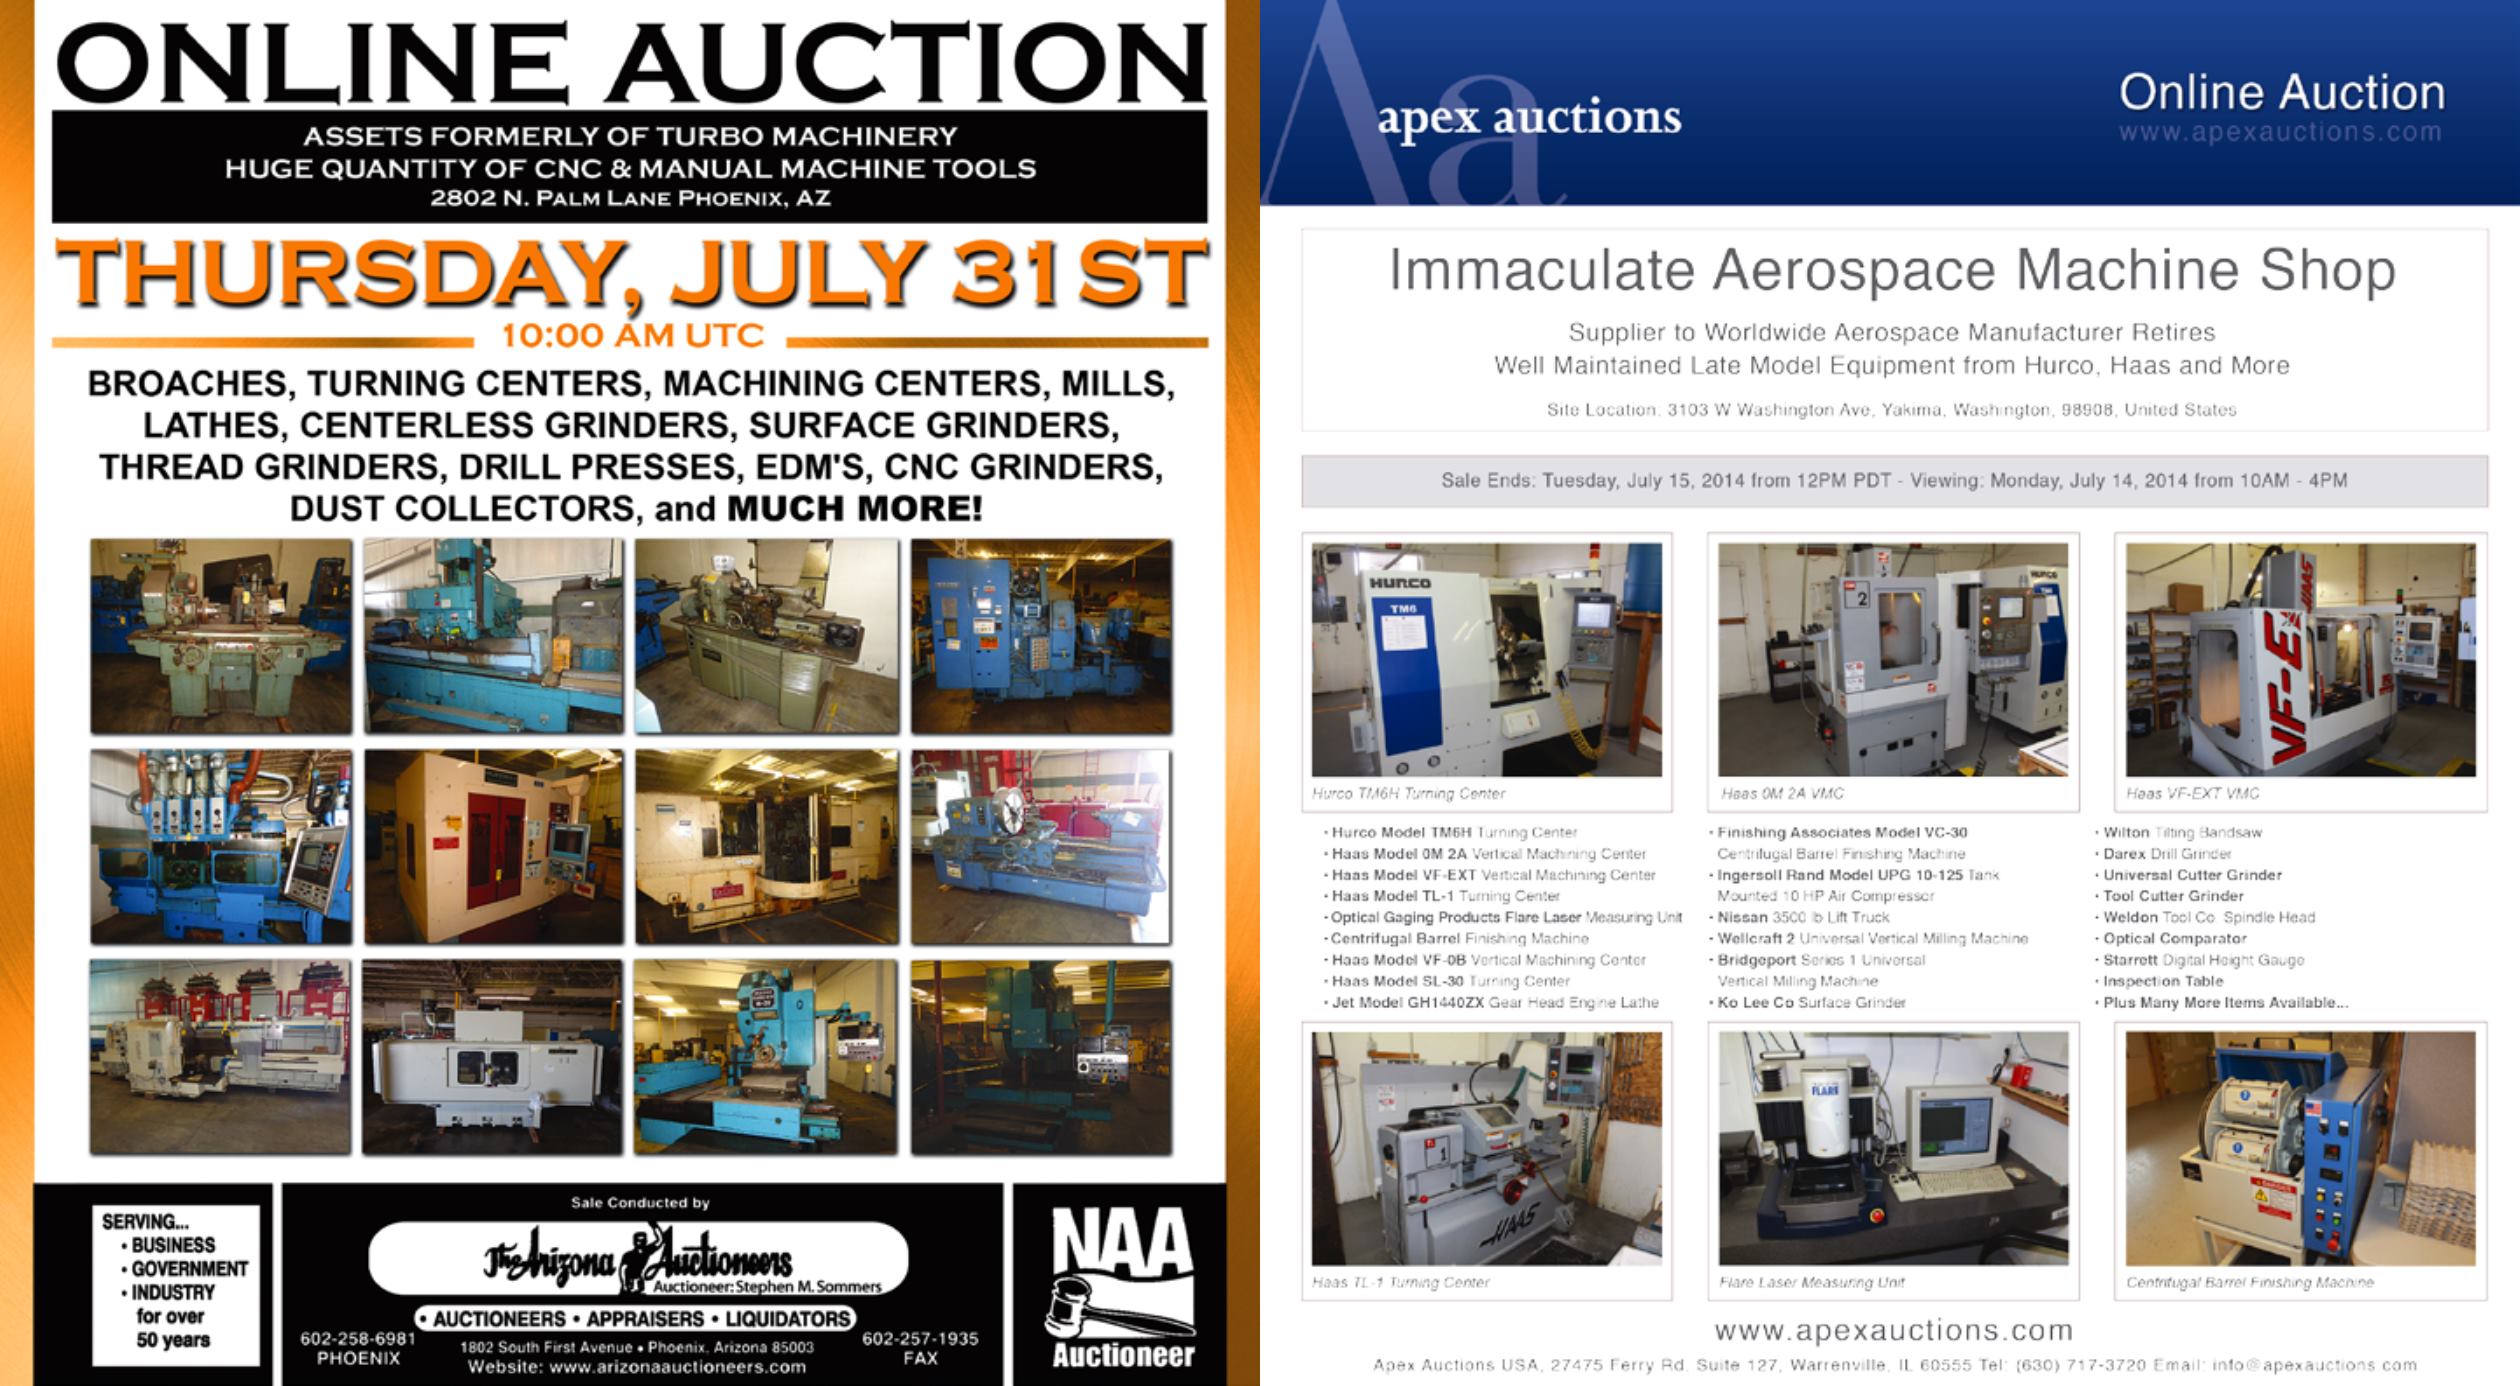 ONLINE AUCTION
ASSETS FORMERLY OF TURBO MACHINERY
HUGE QUANTITY OF CNC & MANUAL MACHINE TOOLS
2802 N. PALM LANE PHOENIX, AZ
THURSDAY, JULY 31ST
10:00 AM UTC
BROACHES, TURNING CENTERS, MACHINING CENTERS, MILLS,
LATHES, CENTERLESS GRINDERS, SURFACE GRINDERS,
THREAD GRINDERS, DRILL PRESSES, EDM'S, CNC GRINDERS,
DUST COLLECTORS, and MUCH MORE!
SERVING...
• BUSINESS
• GOVERNMENT
• INDUSTRY
for over
50 years
Sale Conducted by
The Arizona Auctioneers
Auctioneer: Stephen M. Sommers
• AUCTIONEERS • APPRAISERS • LIQUIDATORS
602-258-6981
PHOENIX
1802 South First Avenue • Phoenix, Arizona 85003
Website: www.arizonaauctioneers.com
602-257-1935
FAX
NAA
Auctioneer
Aa
apex auctions
Online Auction
www.apexauctions.com
Immaculate Aerospace Machine Shop
Supplier to Worldwide Aerospace Manufacturer Retires
Well Maintained Late Model Equipment from Hurco, Haas and More
Site Location: 3103 W Washington Ave, Yakima, Washington, 98908, United States
Sale Ends: Tuesday, July 15, 2014 from 12PM PDT - Viewing: Monday, July 14, 2014 from 10AM - 4PM
HURCO
TM6
2
HURCO
HAAS
VF-E
Hurco TM6H Turning Center
Haas 0M 2A VMC
Haas VF-EXT VMC
· Hurco Model TM6H Turning Center
· Haas Model 0M 2A Vertical Machining Center
· Haas Model VF-EXT Vertical Machining Center
· Haas Model TL-1 Turning Center
· Optical Gaging Products Flare Laser Measuring Unit
· Centrifugal Barrel Finishing Machine
· Haas Model VF-0B Vertical Machining Center
· Haas Model SL-30 Turning Center
· Jet Model GH1440ZX Gear Head Engine Lathe
· Finishing Associates Model VC-30
Centrifugal Barrel Finishing Machine
· Ingersoll Rand Model UPG 10-125 Tank
Mounted 10 HP Air Compressor
· Nissan 3500 lb Lift Truck
· Wellcraft 2 Universal Vertical Milling Machine
· Bridgeport Series 1 Universal
Vertical Milling Machine
· Ko Lee Co Surface Grinder
· Wilton Tilting Bandsaw
· Darex Drill Grinder
· Universal Cutter Grinder
· Tool Cutter Grinder
· Weldon Tool Co. Spindle Head
· Optical Comparator
· Starrett Digital Height Gauge
· Inspection Table
· Plus Many More Items Available...
1
HAAS
FLARE
DANGER
Haas TL-1 Turning Center
Flare Laser Measuring Unit
Centrifugal Barrel Finishing Machine
www.apexauctions.com
Apex Auctions USA, 27475 Ferry Rd. Suite 127, Warrenville, IL 60555 Tel: (630) 717-3720 Email: info@apexauctions.com